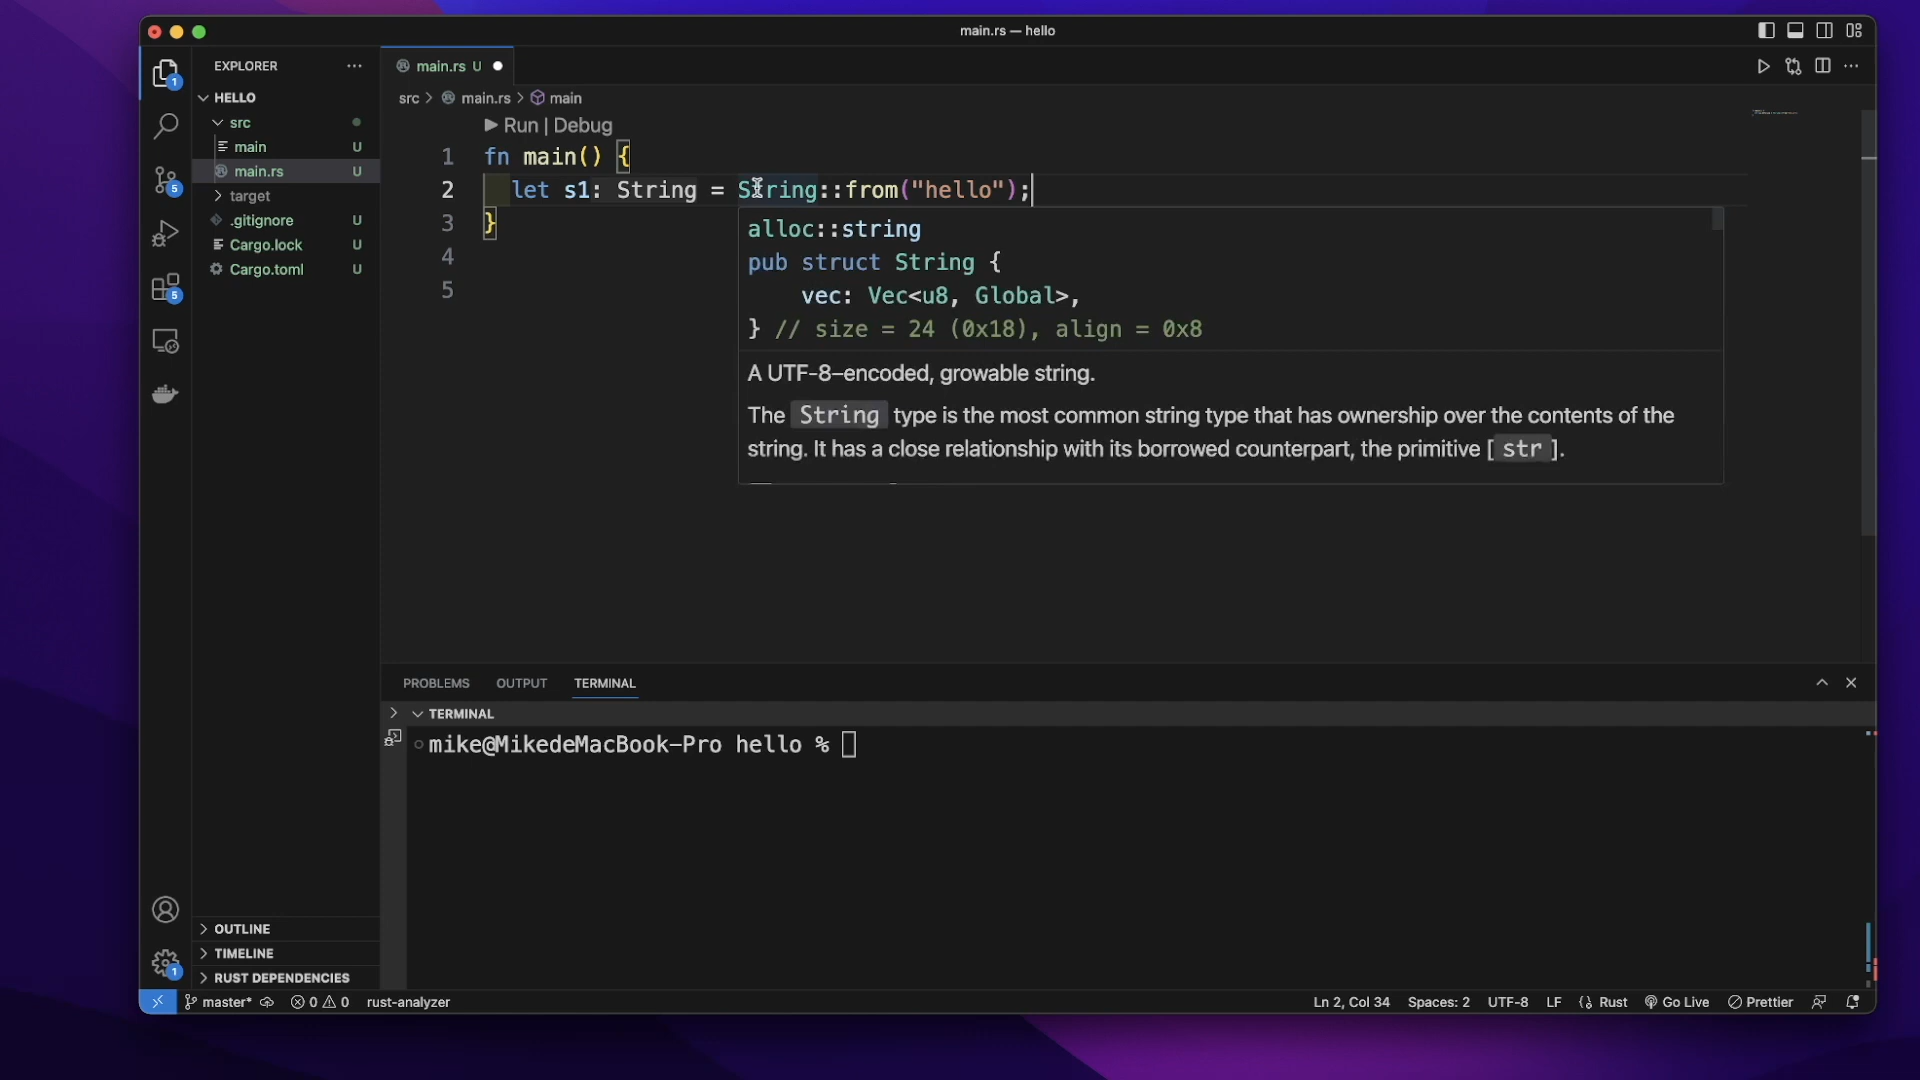 main.rs — hello
EXPLORER
main.rs U
HELLO
src > main.rs > main
src
Run | Debug
main U
main.rs U
target
.gitignore U
Cargo.lock U
Cargo.toml U
1 fn main() {
2 let s1: String = String::from("hello");
3 }
4
5
alloc::string
pub struct String {
vec: Vec<u8, Global>,
} // size = 24 (0x18), align = 0x8
A UTF-8–encoded, growable string.
The String type is the most common string type that has ownership over the contents of the
string. It has a close relationship with its borrowed counterpart, the primitive [ str ].
1
5
5
PROBLEMS OUTPUT TERMINAL
TERMINAL
mike@MikedeMacBook-Pro hello %
OUTLINE
TIMELINE
1
RUST DEPENDENCIES
master* 0 0 rust-analyzer Ln 2, Col 34 Spaces: 2 UTF-8 LF Rust Go Live Prettier